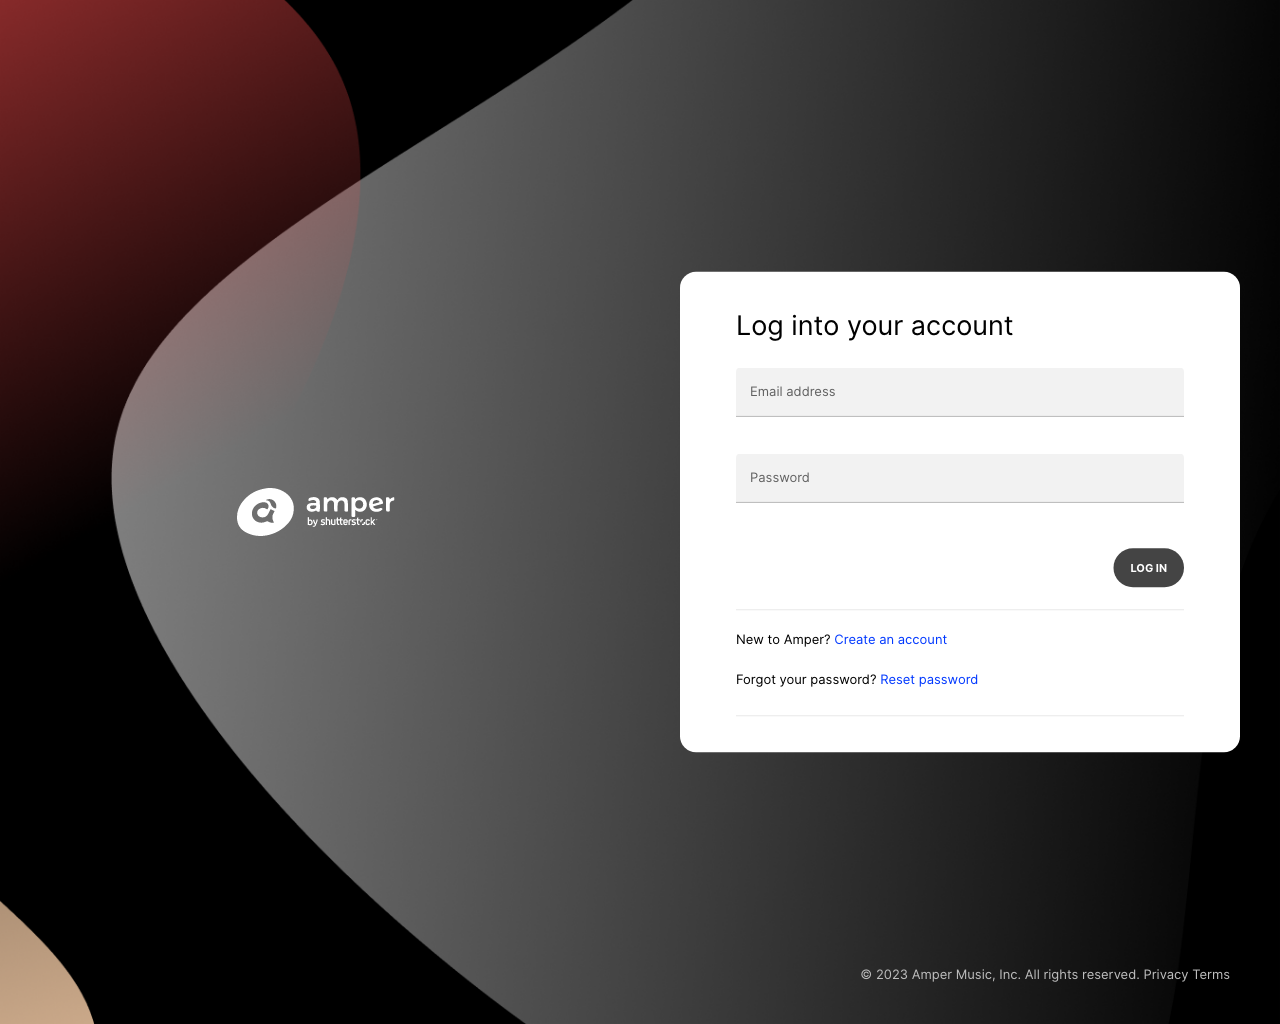 amper
by shutterstock
Log into your account
Email address
Password
LOG IN
New to Amper? Create an account
Forgot your password? Reset password
© 2023 Amper Music, Inc. All rights reserved. Privacy Terms